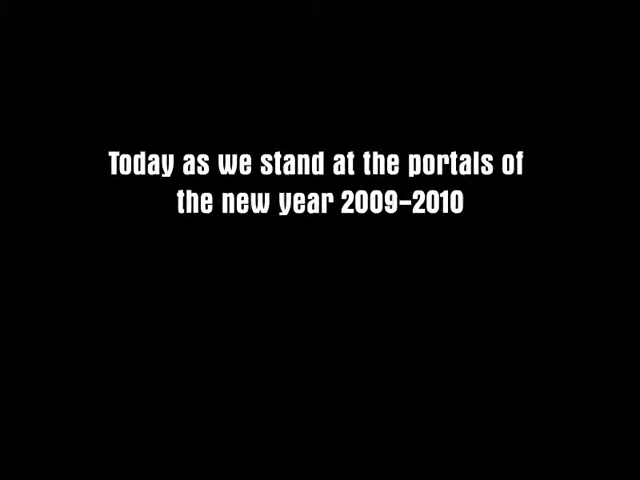 Today as we stand at the portals of
the new year 2009-2010